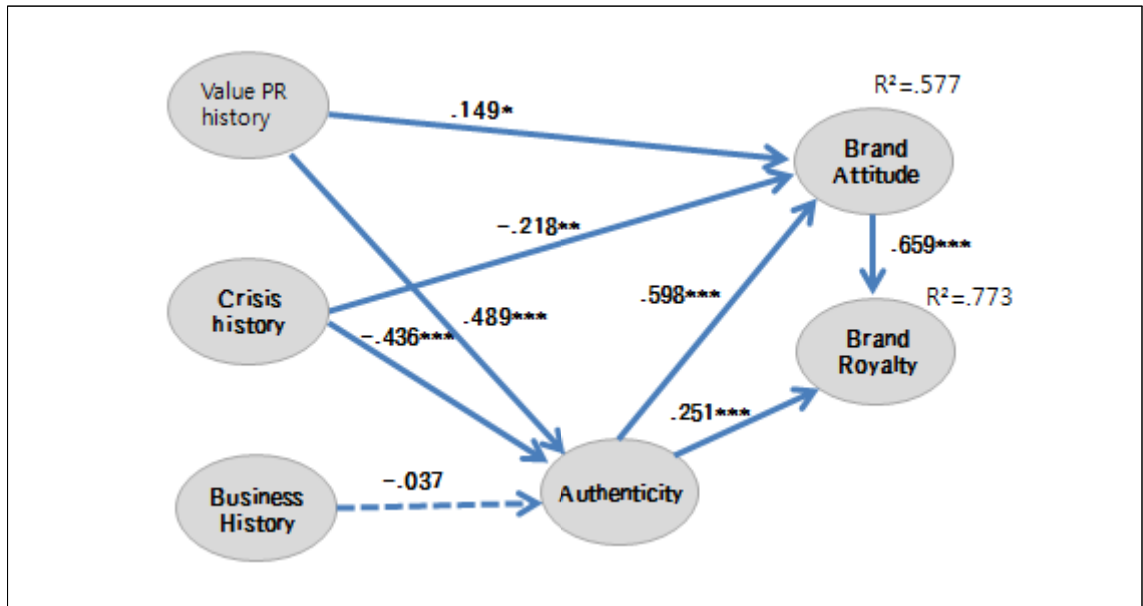 Value PR
history
.149*
R²=.577
Brand
Attitude
-.218**
.659***
Crisis
history
.598***
R²=.773
-.436***
.489***
Brand
Royalty
.251***
-.037
Business
History
Authenticity